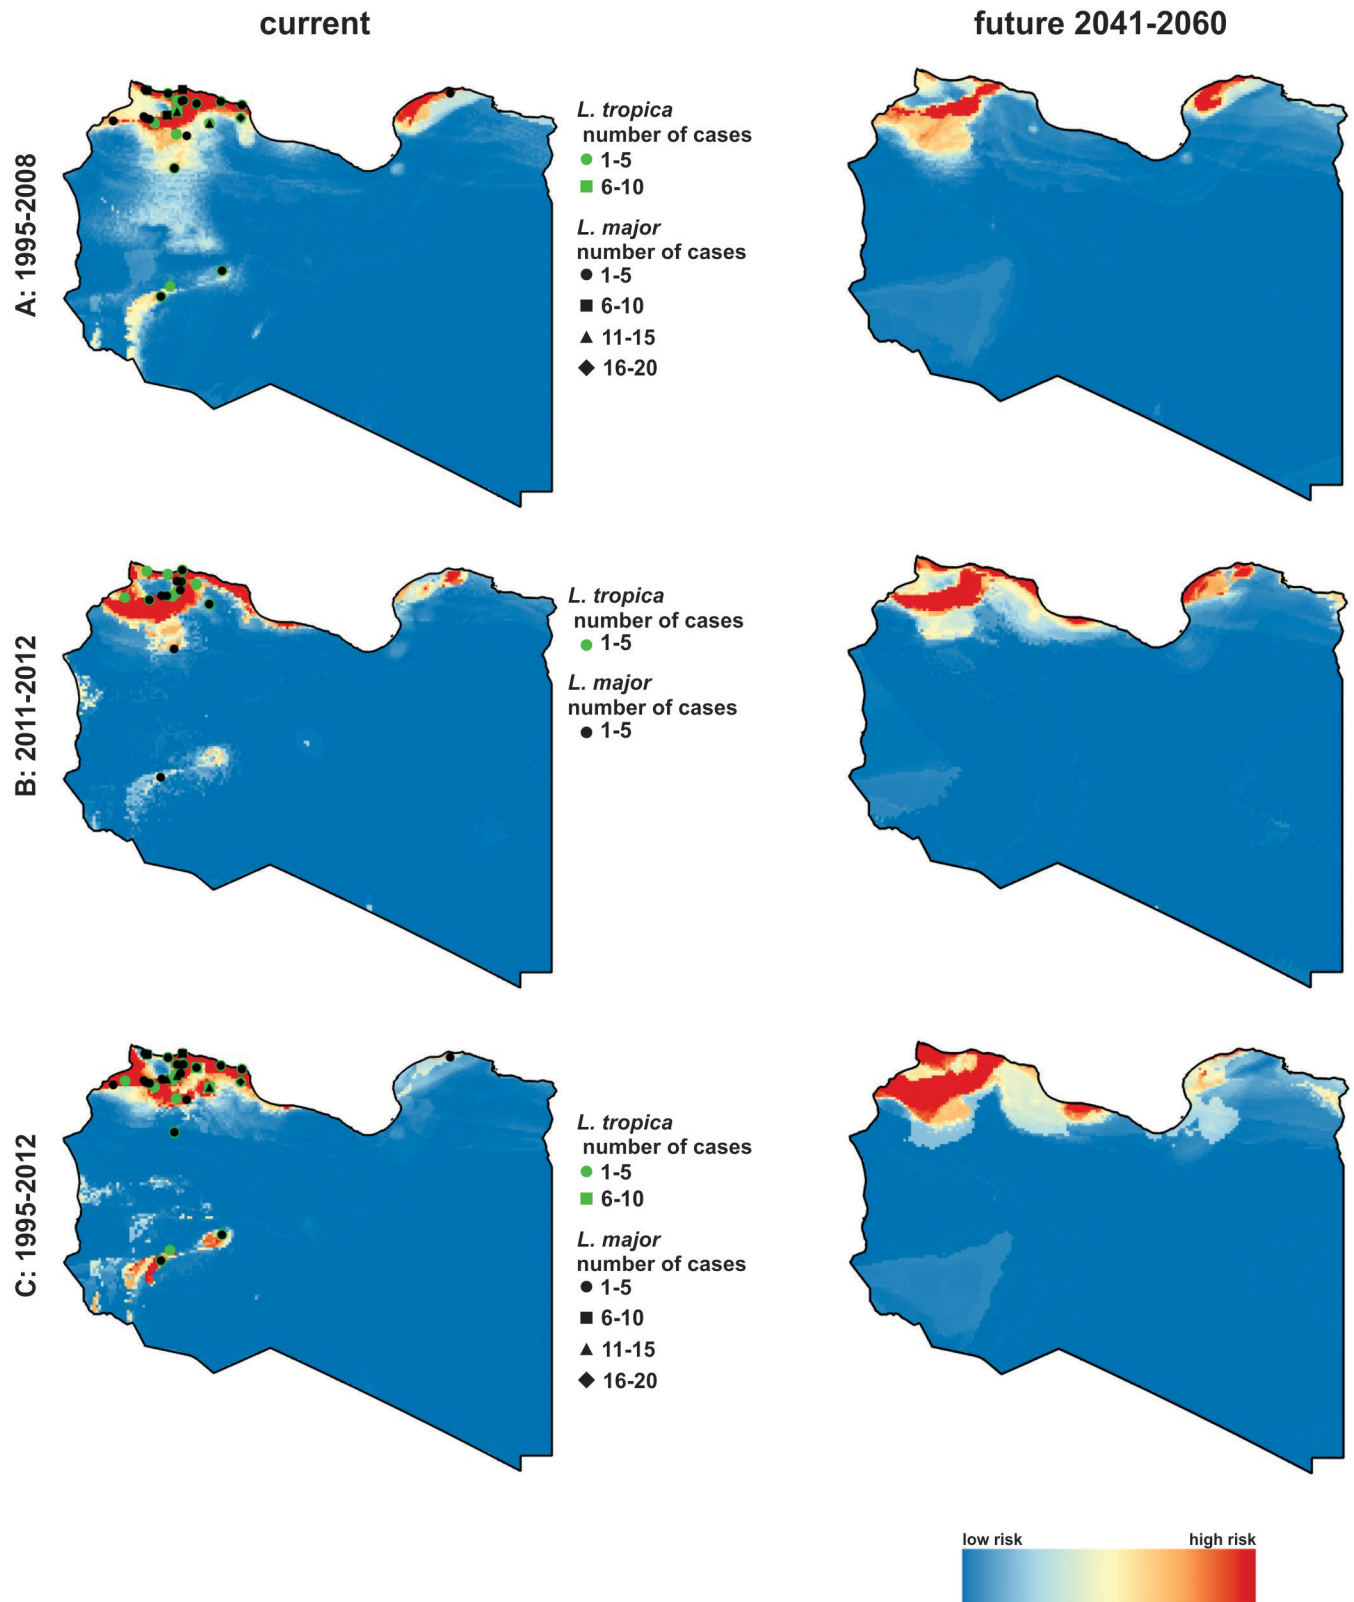 current
future 2041-2060
A: 1995-2008
L. tropica
number of cases
1-5
6-10
L. major
number of cases
1-5
6-10
11-15
16-20
B: 2011-2012
L. tropica
number of cases
1-5
L. major
number of cases
1-5
C: 1995-2012
L. tropica
number of cases
1-5
6-10
L. major
number of cases
1-5
6-10
11-15
16-20
low risk
high risk